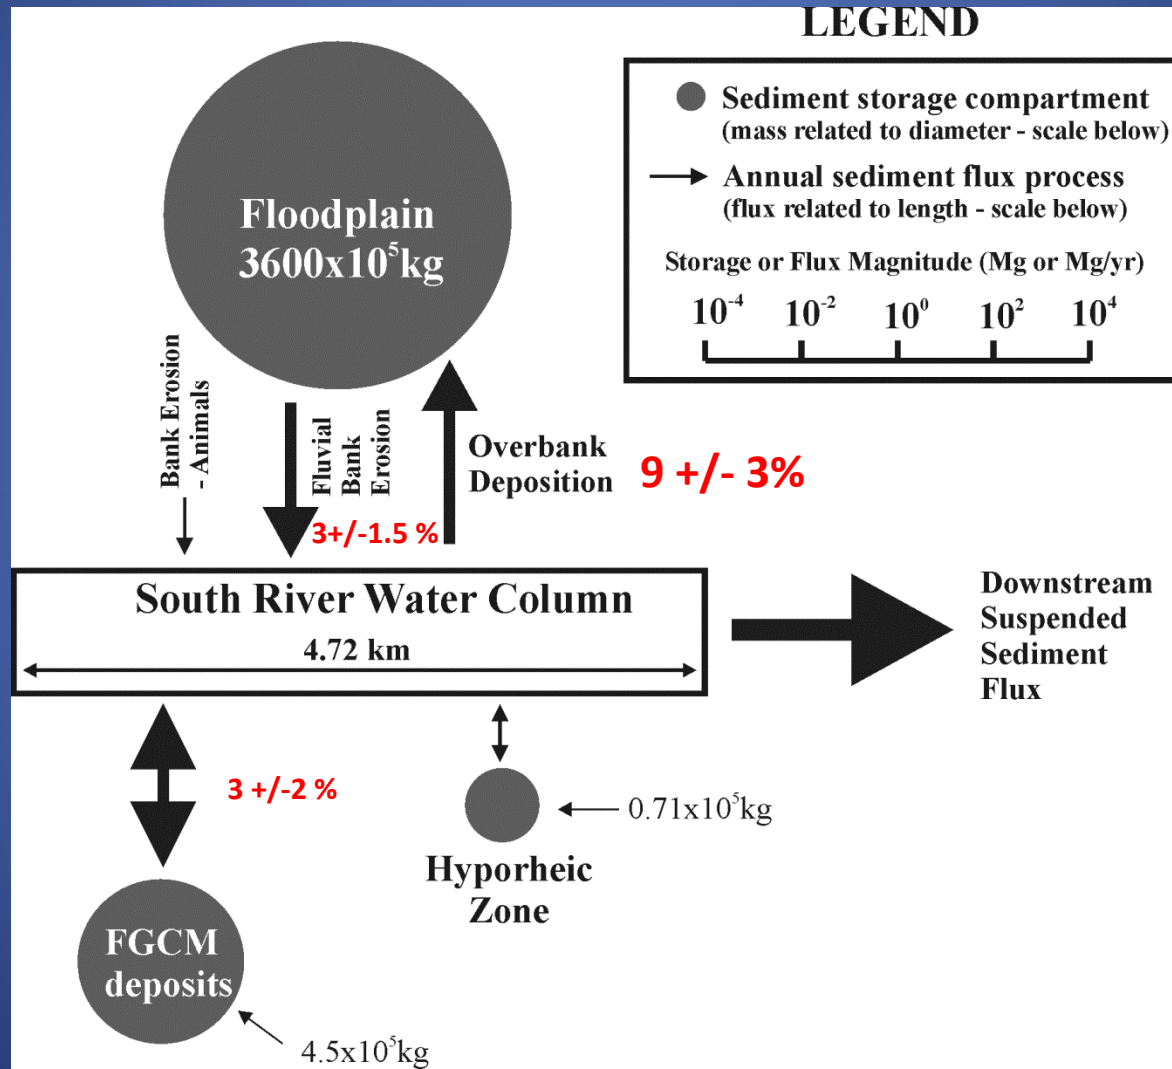 LEGEND
Sediment storage compartment
(mass related to diameter - scale below)
Annual sediment flux process
(flux related to length - scale below)
Storage or Flux Magnitude (Mg or Mg/yr)
10⁻⁴ 10⁻² 10⁰ 10² 10⁴
Floodplain
3600x10⁵kg
Bank Erosion
- Animals
Fluvial
Bank
Erosion
3+/-1.5 %
Overbank
Deposition
9 +/- 3%
South River Water Column
4.72 km
Downstream
Suspended
Sediment
Flux
3 +/-2 %
0.71x10⁵kg
Hyporheic
Zone
FGCM
deposits
4.5x10⁵kg